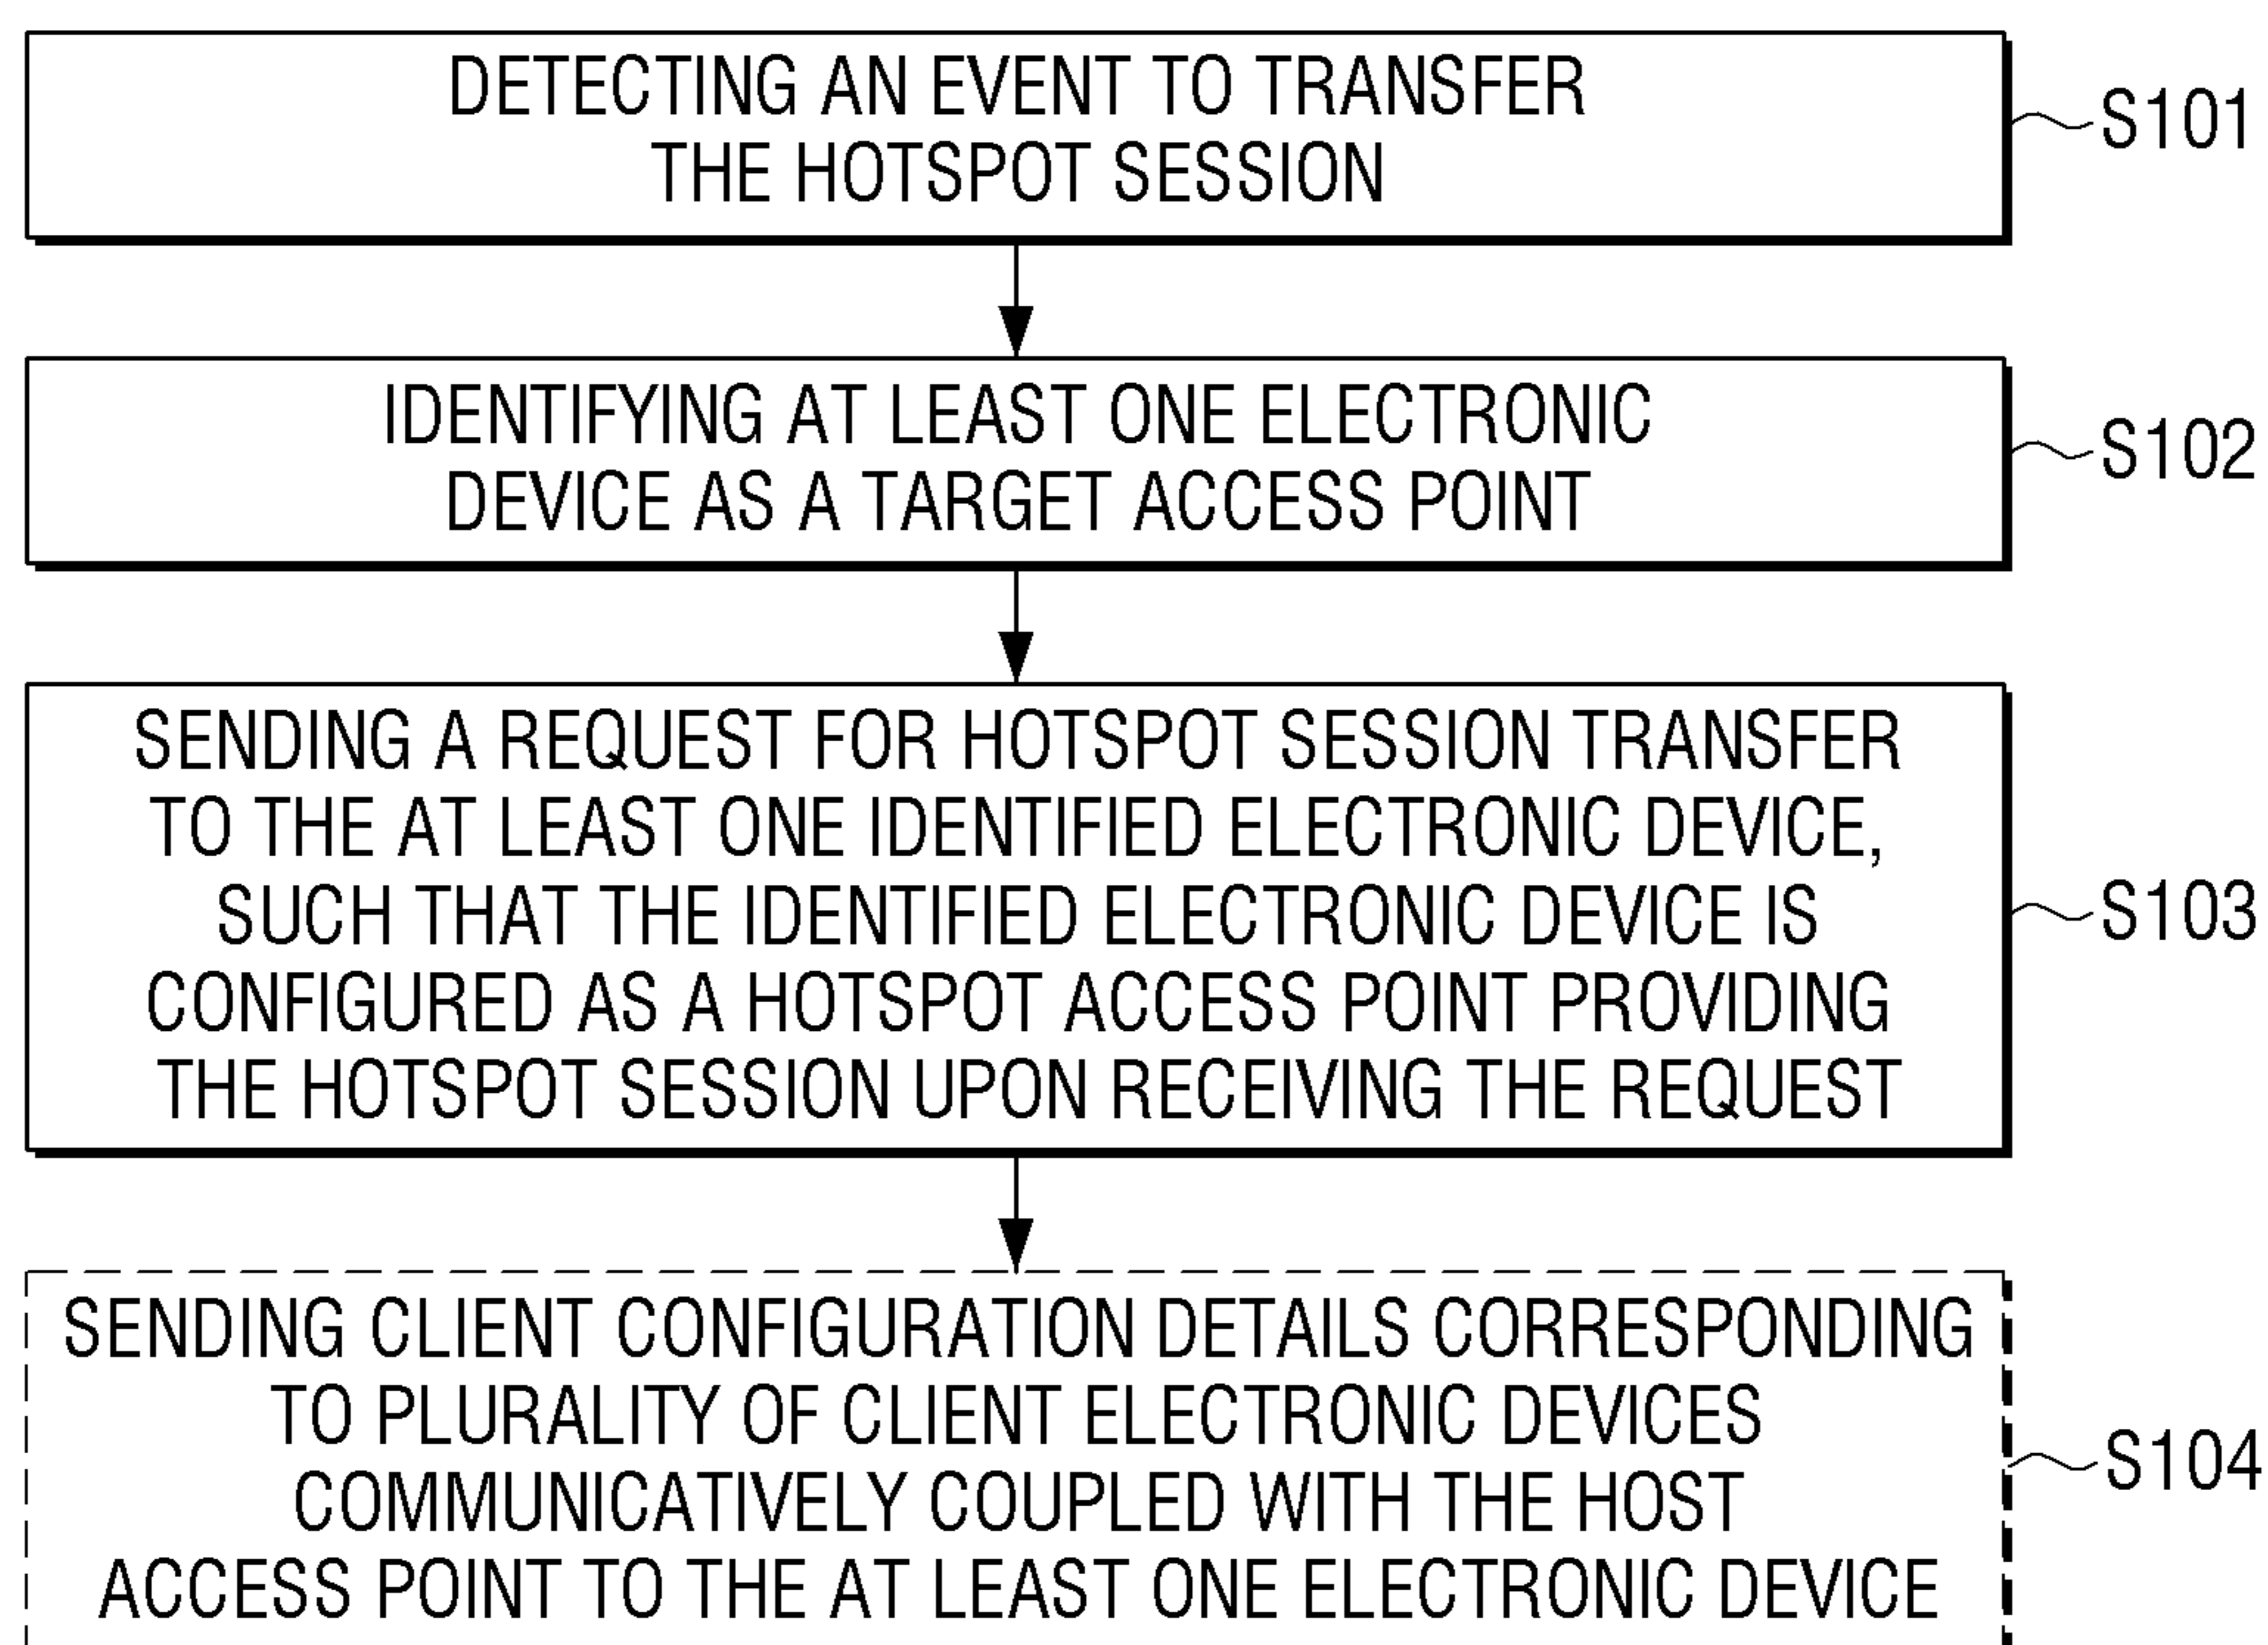 DETECTING AN EVENT TO TRANSFER
THE HOTSPOT SESSION
S101
IDENTIFYING AT LEAST ONE ELECTRONIC
DEVICE AS A TARGET ACCESS POINT
S102
SENDING A REQUEST FOR HOTSPOT SESSION TRANSFER
TO THE AT LEAST ONE IDENTIFIED ELECTRONIC DEVICE,
SUCH THAT THE IDENTIFIED ELECTRONIC DEVICE IS
CONFIGURED AS A HOTSPOT ACCESS POINT PROVIDING
THE HOTSPOT SESSION UPON RECEIVING THE REQUEST
S103
SENDING CLIENT CONFIGURATION DETAILS CORRESPONDING
TO PLURALITY OF CLIENT ELECTRONIC DEVICES
COMMUNICATIVELY COUPLED WITH THE HOST
ACCESS POINT TO THE AT LEAST ONE ELECTRONIC DEVICE
S104